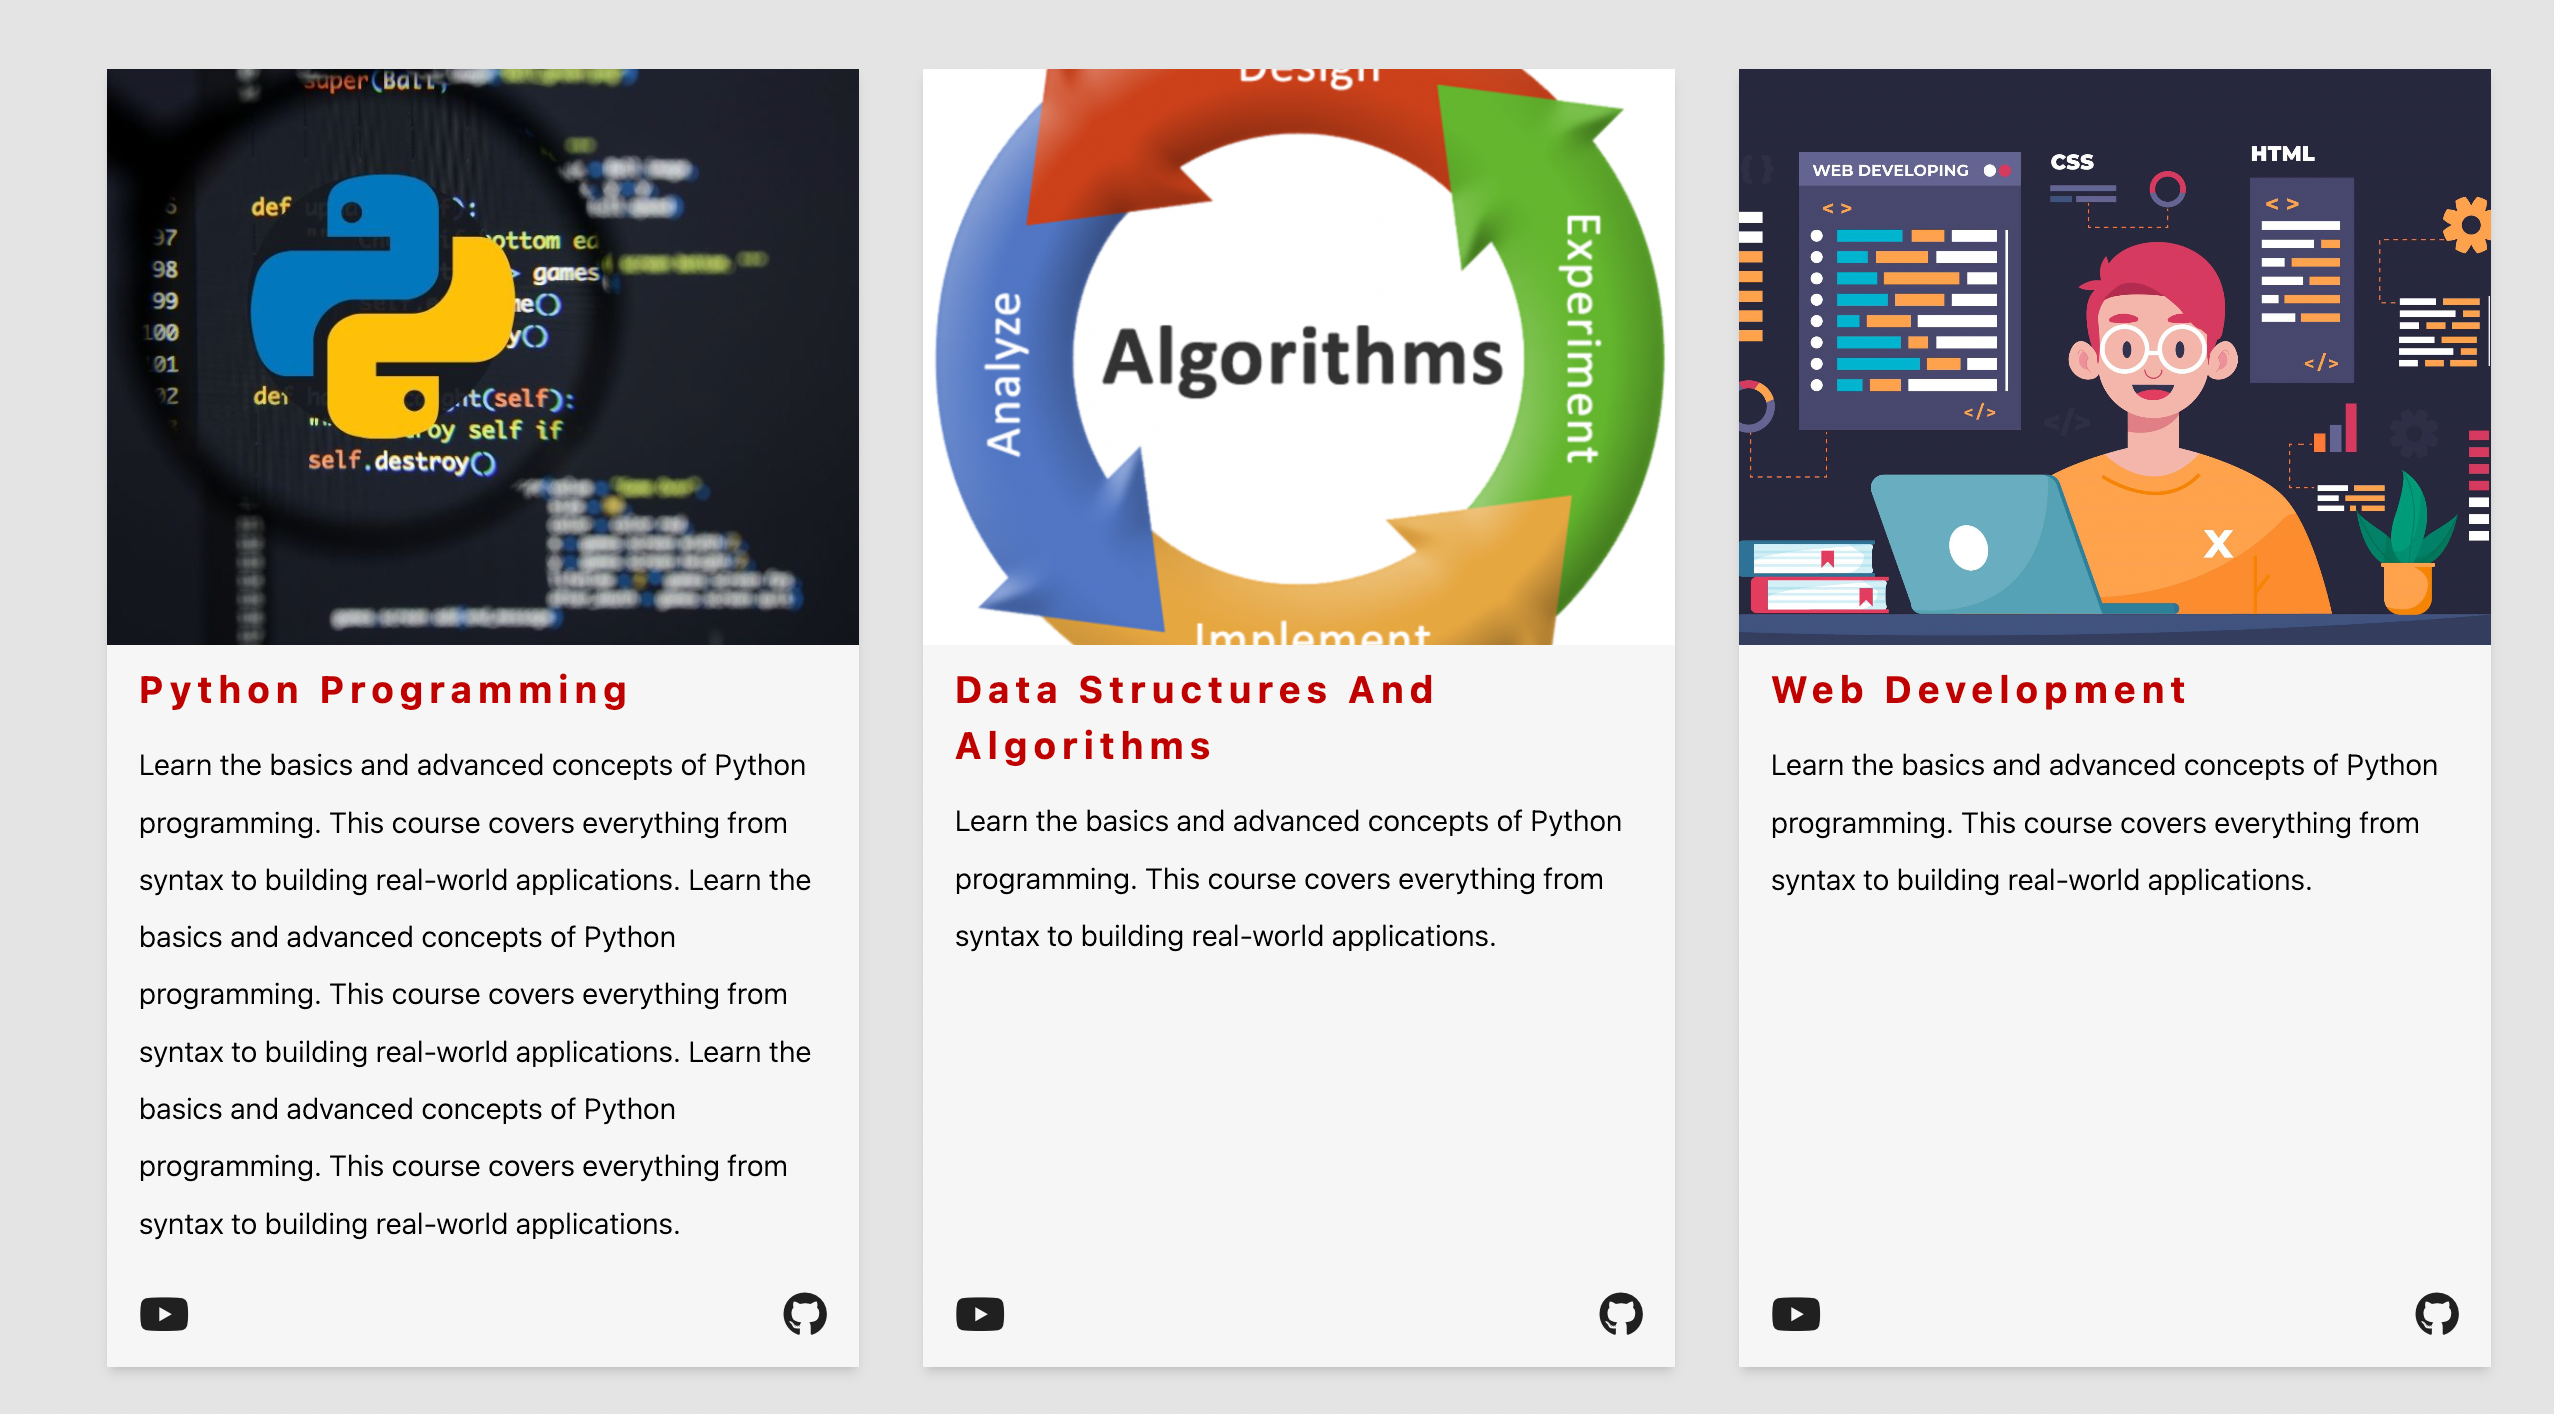 super(Ball,
def
97
98
99
100
101
bottom ed
games
me()
y()
def
ht(self):
destroy self if
self.destroy()
Python Programming
Learn the basics and advanced concepts of Python
programming. This course covers everything from
syntax to building real-world applications. Learn the
basics and advanced concepts of Python
programming. This course covers everything from
syntax to building real-world applications. Learn the
basics and advanced concepts of Python
programming. This course covers everything from
syntax to building real-world applications.
Design
Analyze
Algorithms
Experiment
Implement
Data Structures And
Algorithms
Learn the basics and advanced concepts of Python
programming. This course covers everything from
syntax to building real-world applications.
WEB DEVELOPING
< >
</>
CSS
HTML
< >
</>
</>
X
Web Development
Learn the basics and advanced concepts of Python
programming. This course covers everything from
syntax to building real-world applications.